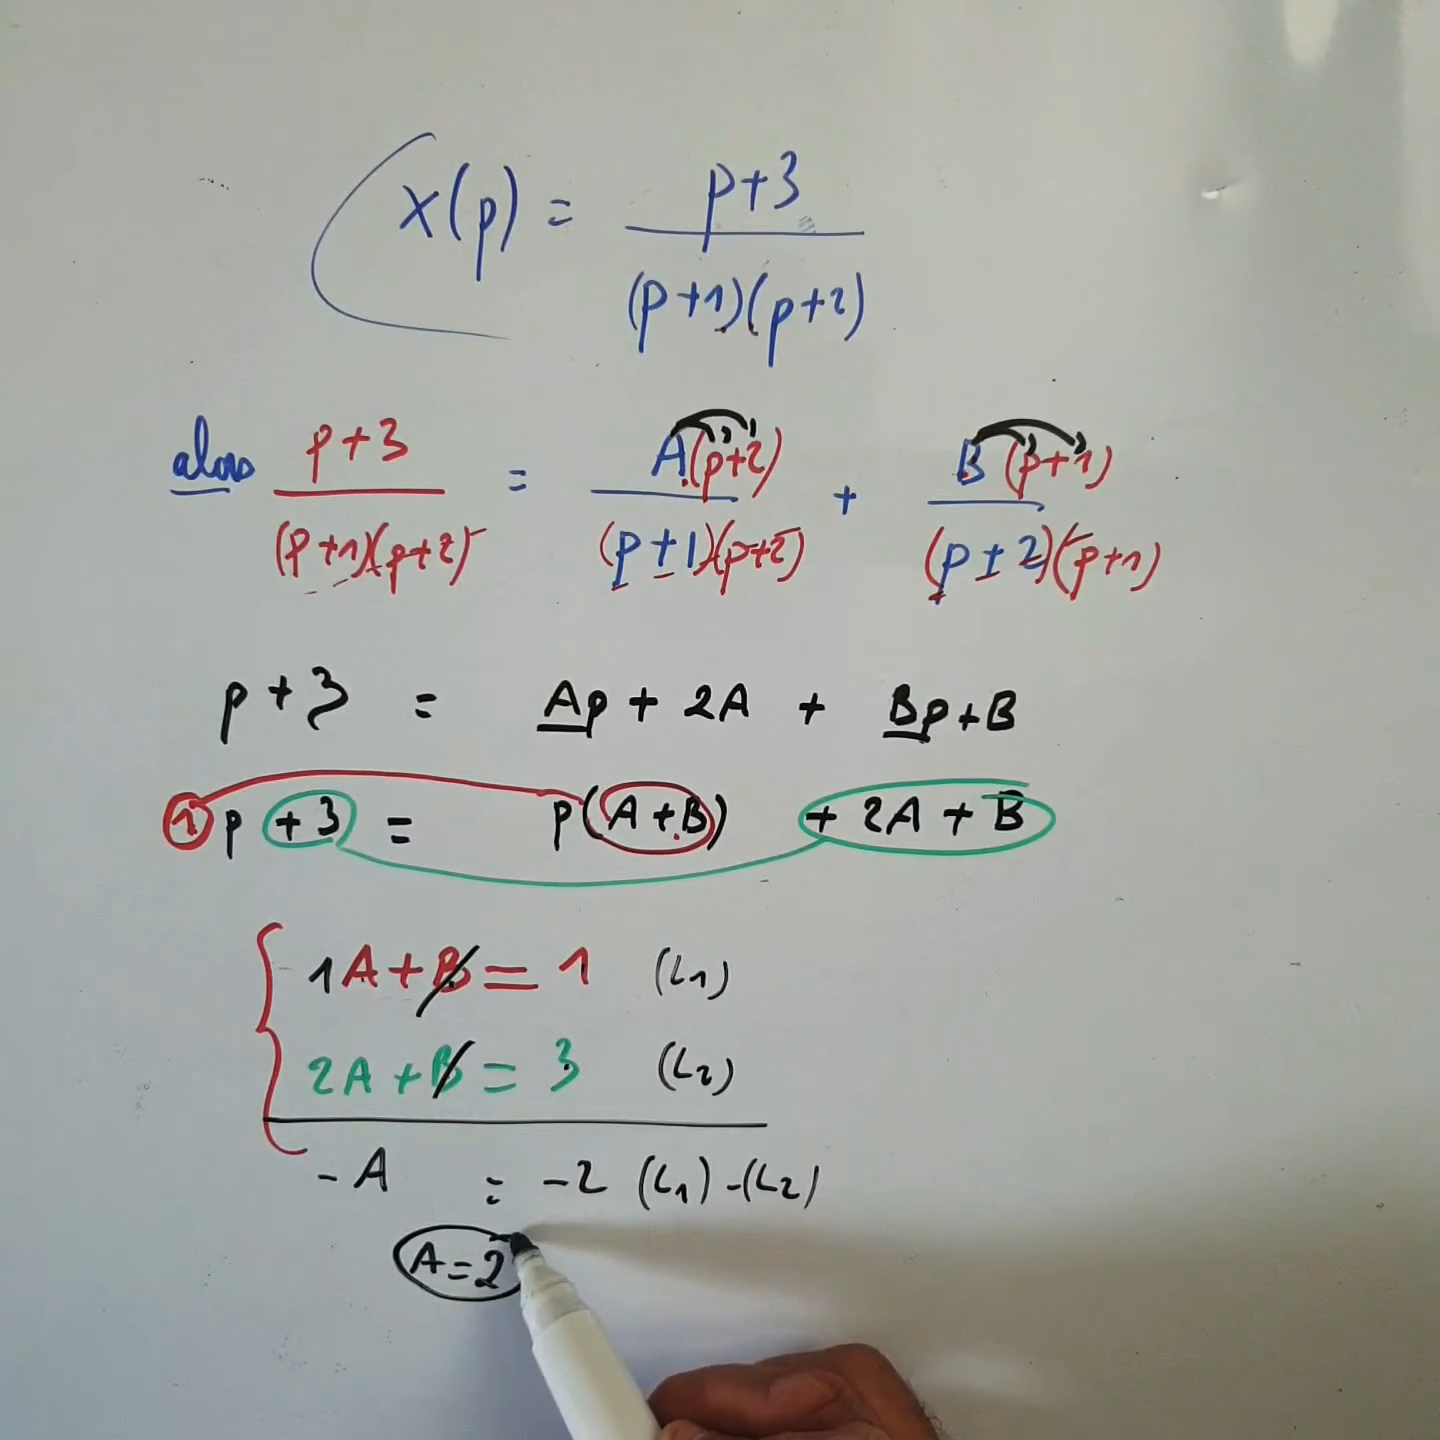 X(p) = p+3 / (p+1)(p+2)
alors p+3 / (p+1)(p+2) = A(p+2) / (p+1)(p+2) + B(p+1) / (p+2)(p+1)
p+3 = Ap + 2A + Bp+B
1p +3 = p(A+B) + 2A + B
1A+B = 1 (L1)
2A+B = 3 (L2)
-A = -2 (L1)-(L2)
A=2